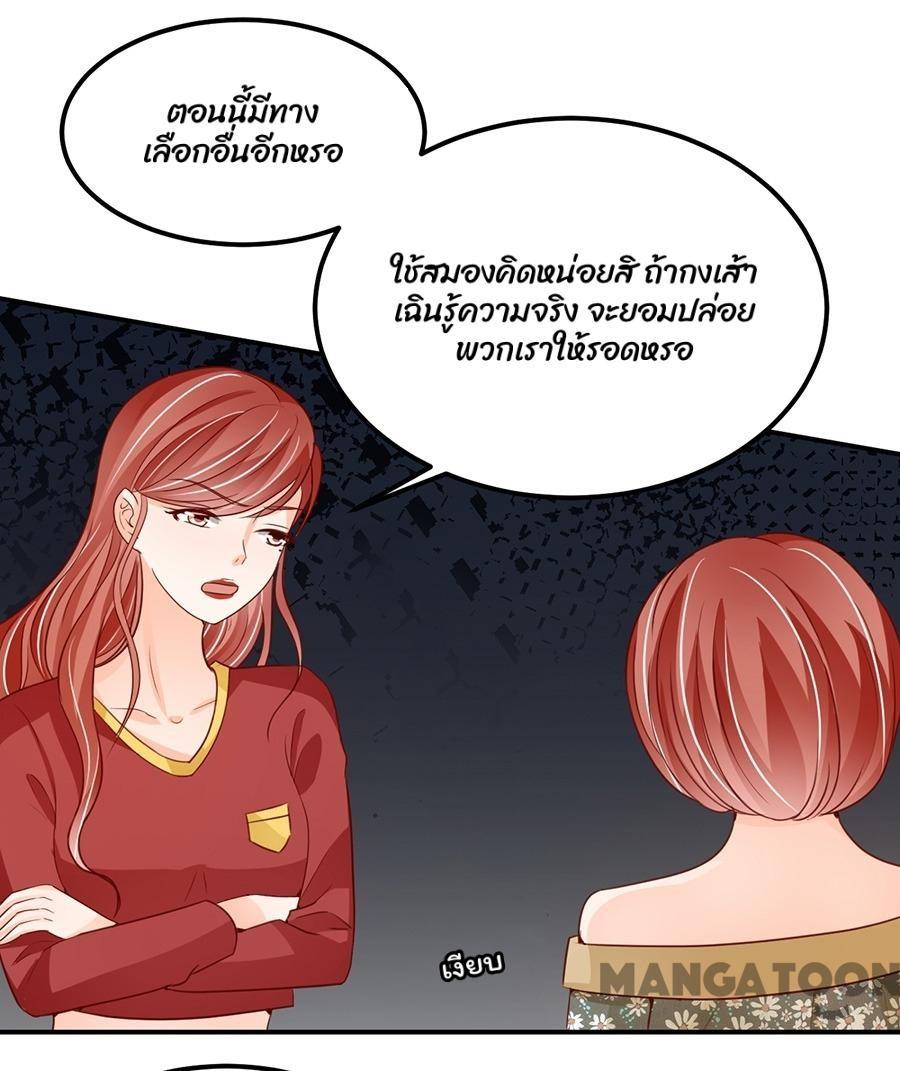 ตอนนี้มีทาง
เลือกอื่นอีกหรอ
ใช้สมองคิดหน่อยสิ ถ้ากงเส้า
เฉินรู้ความจริง จะยอมปล่อย
พวกเราให้รอดหรอ
เงียบ
MANGATOON